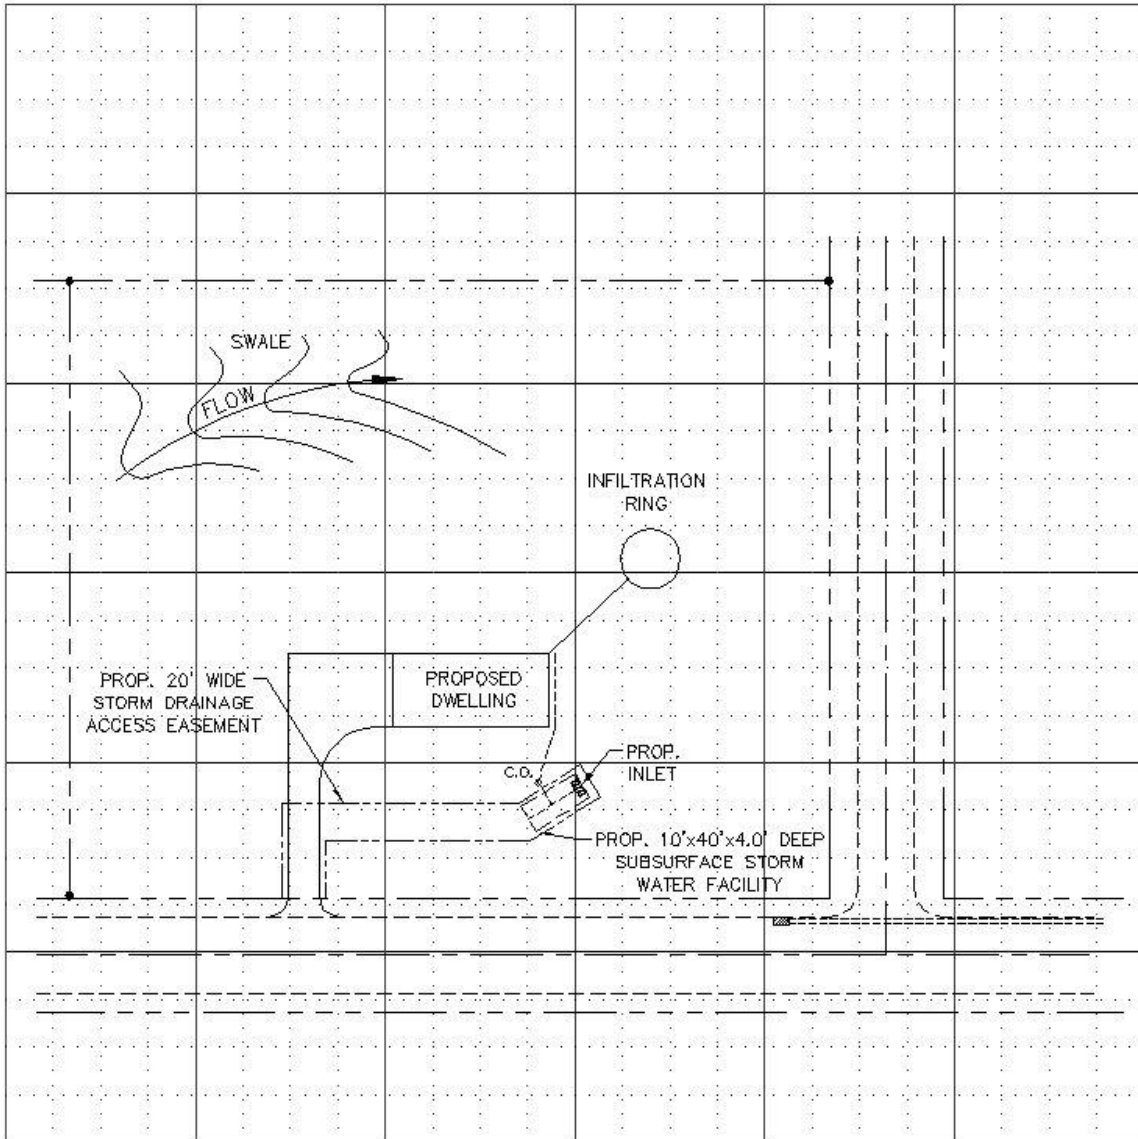 SWALE
FLOW
INFILTRATION
RING
PROP. 20' WIDE
STORM DRAINAGE
ACCESS EASEMENT
PROPOSED
DWELLING
C.O.
PROP.
INLET
PROP. 10'x40'x4.0' DEEP
SUBSURFACE STORM
WATER FACILITY